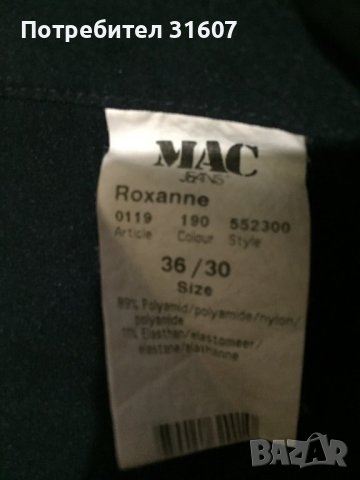 Потребител 31607
MAC
JEANS
Roxanne
0119 190 552300
Article Colour Style
36/30
Size
89% Polyamid/polyamide/nylon/
polyamide
11% Elasthan/elastomeer/
elastane/elasthanne
BAZAR